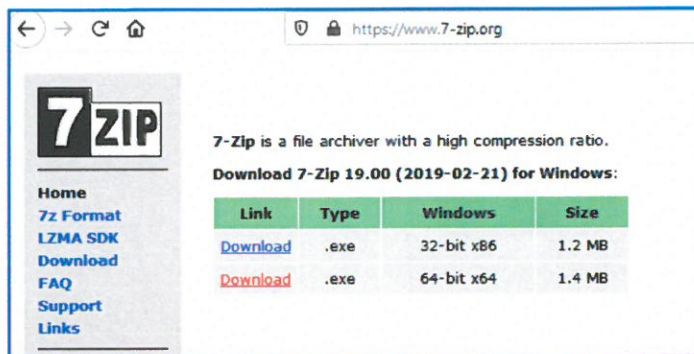 https://www.7-zip.org
7 ZIP
7-Zip is a file archiver with a high compression ratio.
Download 7-Zip 19.00 (2019-02-21) for Windows:
Link Type Windows Size
Download .exe 32-bit x86 1.2 MB
Download .exe 64-bit x64 1.4 MB
Home
7z Format
LZMA SDK
Download
FAQ
Support
Links